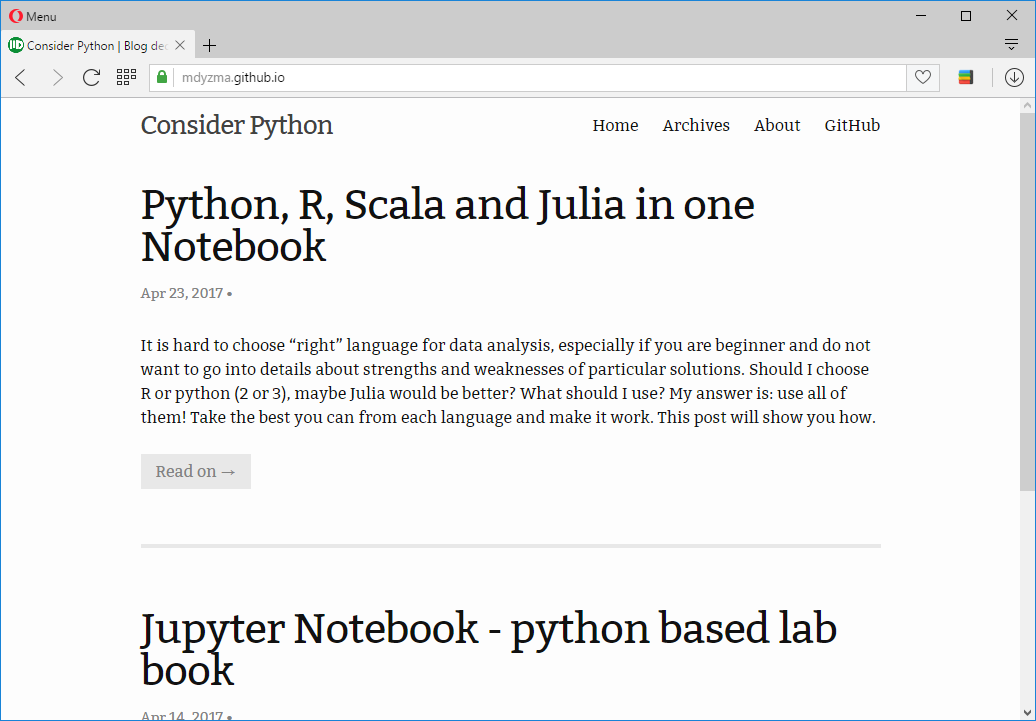 Menu
Consider Python | Blog de
mdyzma.github.io
Consider Python
Home Archives About GitHub
Python, R, Scala and Julia in one
Notebook
Apr 23, 2017 •
It is hard to choose “right” language for data analysis, especially if you are beginner and do not
want to go into details about strengths and weaknesses of particular solutions. Should I choose
R or python (2 or 3), maybe Julia would be better? What should I use? My answer is: use all of
them! Take the best you can from each language and make it work. This post will show you how.
Read on →
Jupyter Notebook - python based lab
book
Apr 14, 2017 •